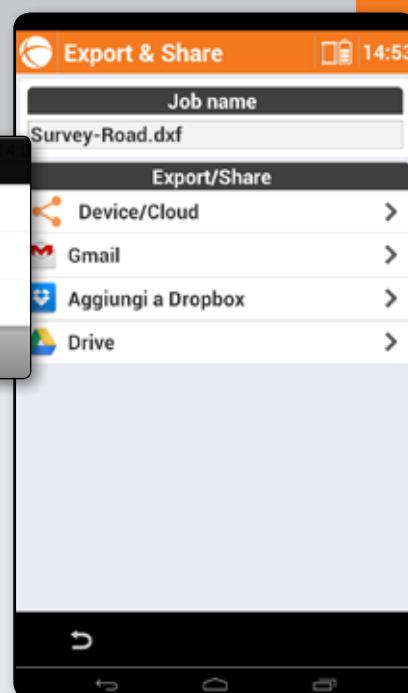 Export & Share 14:53
Job name
Survey-Road.dxf
Export/Share
Device/Cloud
Gmail
Aggiungi a Dropbox
Drive